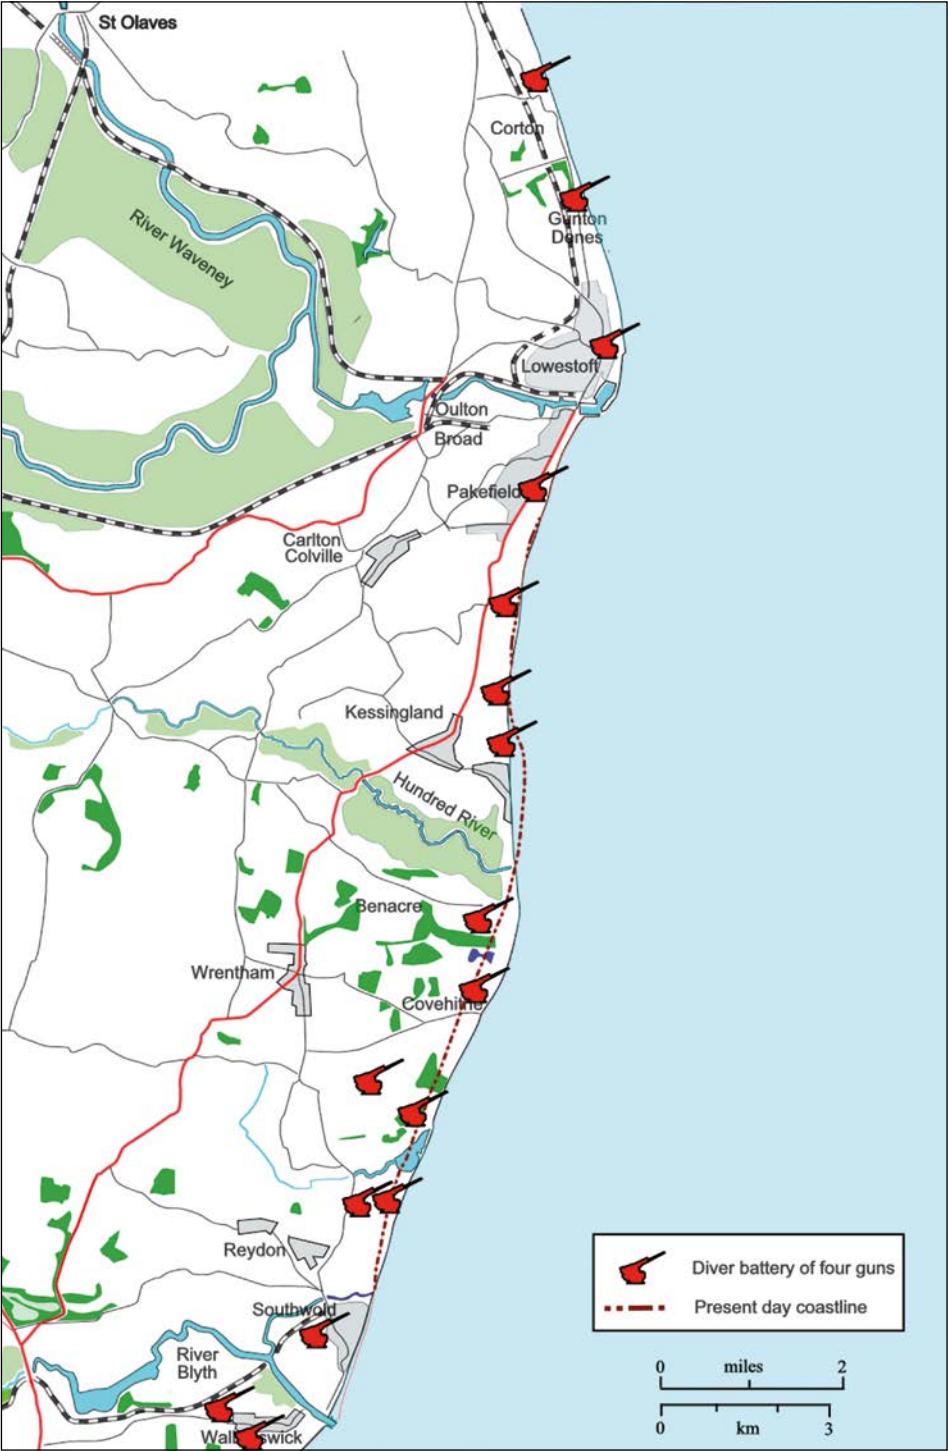 St Olaves
Corton
River Waveney
Gunton
Denes
Lowestoft
Oulton
Broad
Pakefield
Carlton
Colville
Kessingland
Hundred River
Benacre
Wrentham
Covehithe
Reydon
Diver battery of four guns
Present day coastline
Southwold
River
Blyth
0 miles 2
0 km 3
Walberswick